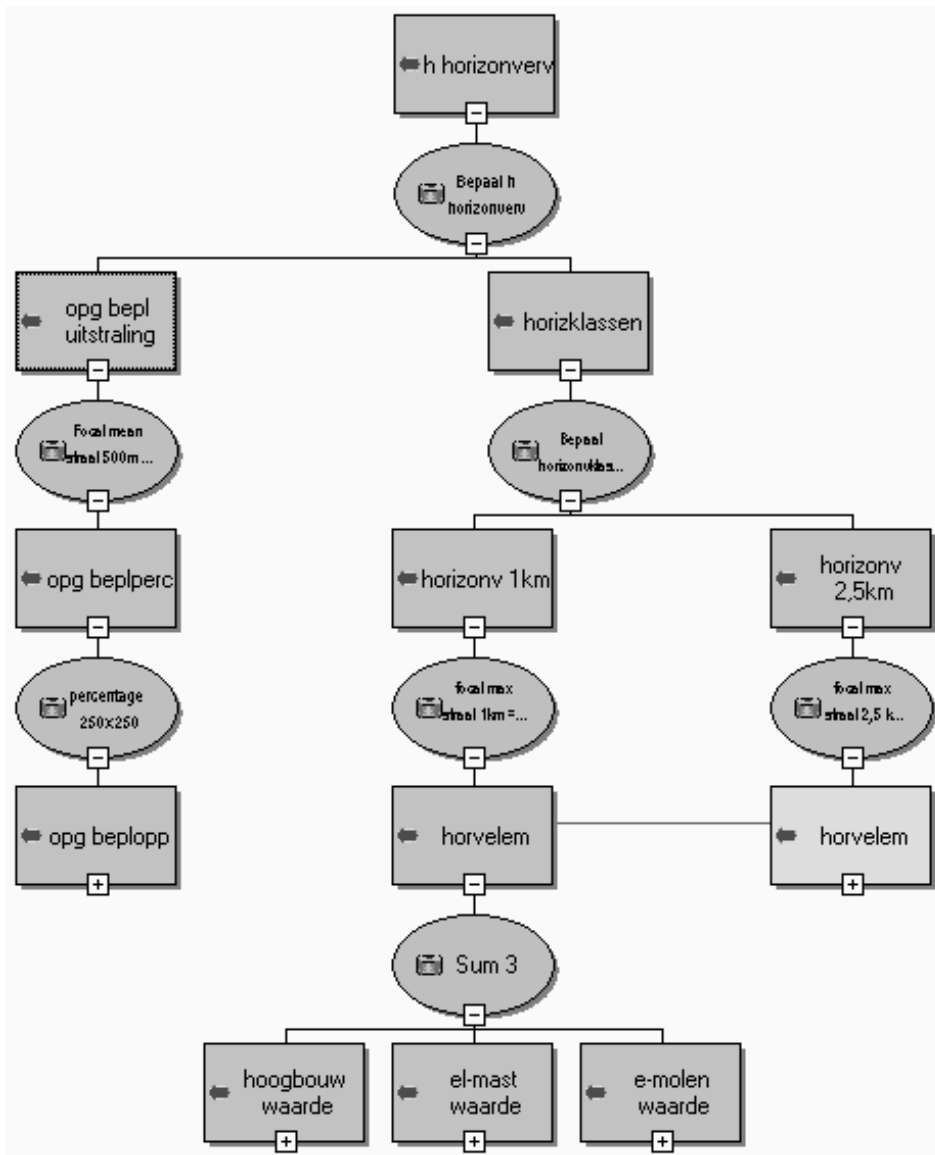 h horizonverv
Bepaal h
horizonverv
opg bepl
uitstraling
horizklassen
Focal mean
straal 500m ...
Bepaal
horizonvklas...
opg beplperc
horizonv 1km
horizonv
2,5km
percentage
250x250
focal max
straal 1km =...
focal max
straal 2,5 k...
opg beplopp
horvelem
horvelem
Sum 3
hoogbouw
waarde
el-mast
waarde
e-molen
waarde